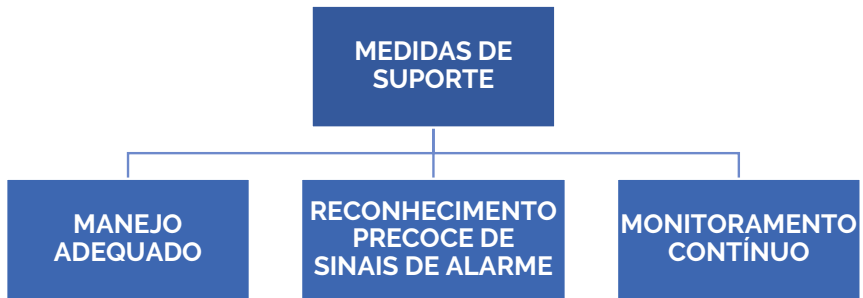 MEDIDAS DE
SUPORTE
MANEJO
ADEQUADO
RECONHECIMENTO
PRECOCE DE
SINAIS DE ALARME
MONITORAMENTO
CONTÍNUO